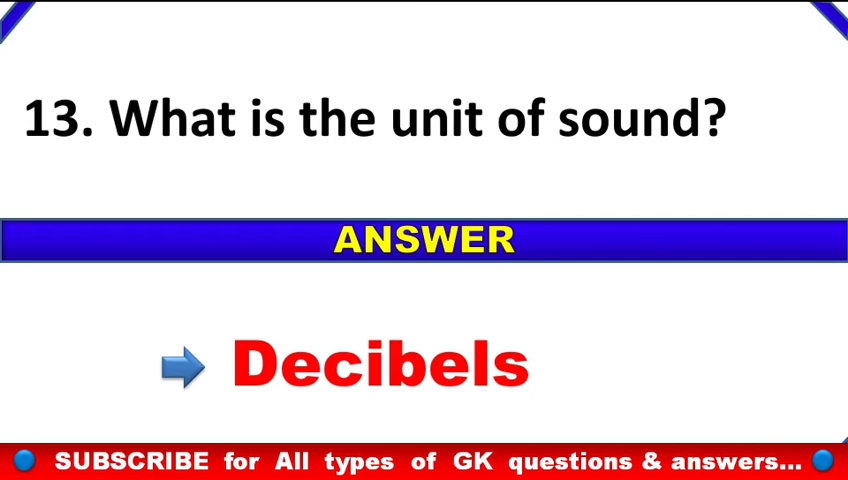 13. What is the unit of sound?
ANSWER
Decibels
SUBSCRIBE for All types of GK questions & answers...